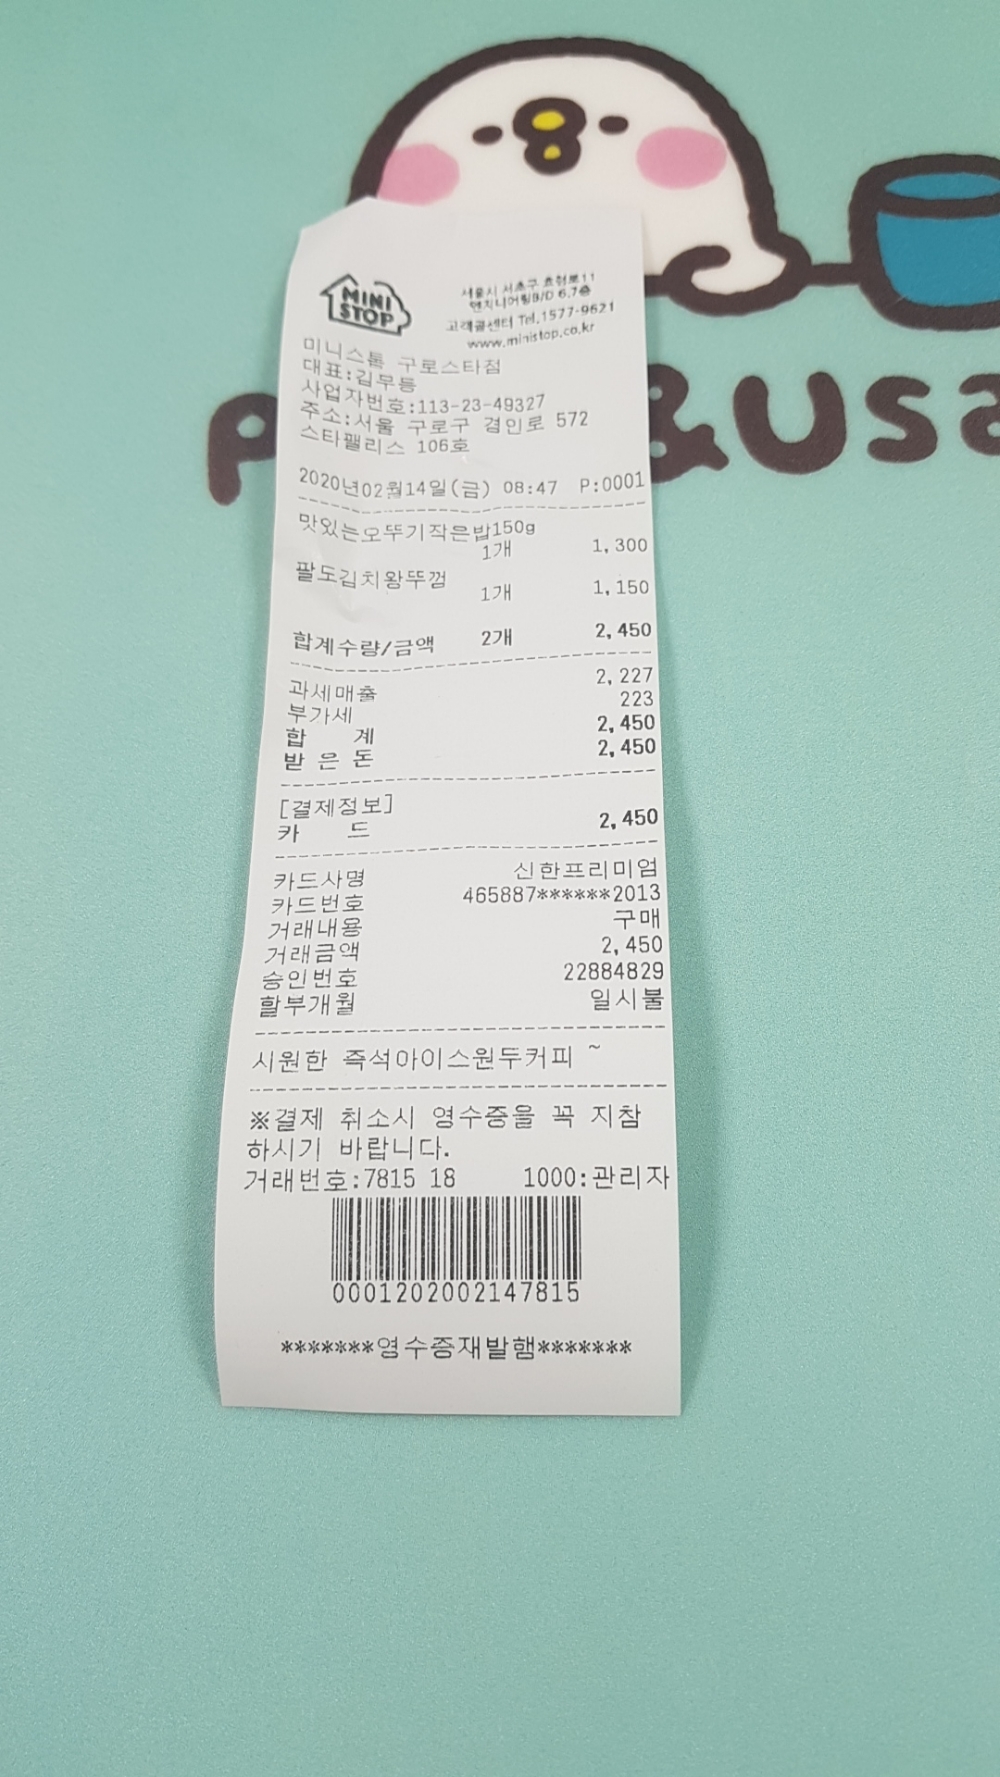 MINI
STOP
서울시 서초구 효령로11
엔지니어링B/D 6,7층
고객콜센터 Tel.1577-9621
www.ministop.co.kr
미니스톱 구로스타점
대표:김무등
사업자번호:113-23-49327
주소:서울 구로구 경인로 572
스타팰리스 106호
2020년02월14일(금) 08:47 P:0001
맛있는오뚜기작은밥150g
1개 1,300
팔도김치왕뚜껑
1개 1,150
합계수량/금액 2개 2,450
과세매출 2,227
부가세 223
합 계 2,450
받 은 돈 2,450
[결제정보]
카 드 2,450
카드사명 신한프리미엄
카드번호 465887******2013
거래내용 구매
거래금액 2,450
승인번호 22884829
할부개월 일시불
시원한 즉석아이스원두커피 ~
※결제 취소시 영수증을 꼭 지참
하시기 바랍니다.
거래번호:7815 18 1000:관리자
0001202002147815
*******영수증재발행*******
&usa